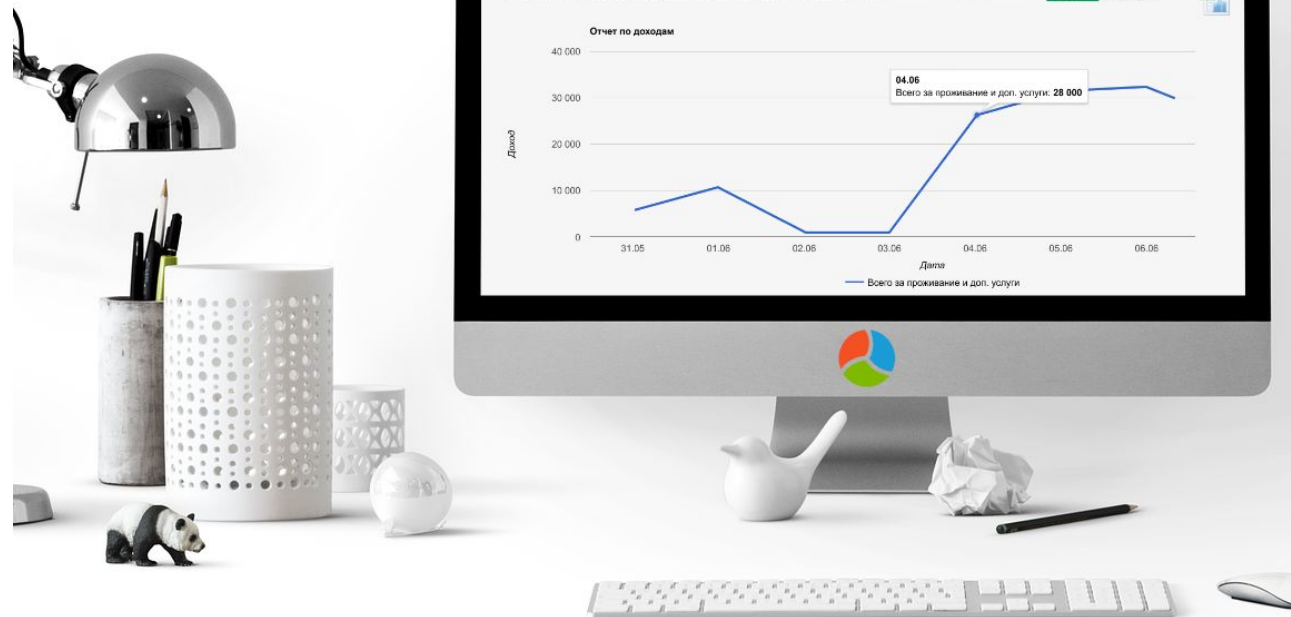 Отчет по доходам
40 000
04.06
Всего за проживание и доп. услуги: 28 000
30 000
20 000
10 000
0
Доход
31.05 01.06 02.06 03.06 04.06 05.06 06.06
Дата
Всего за проживание и доп. услуги